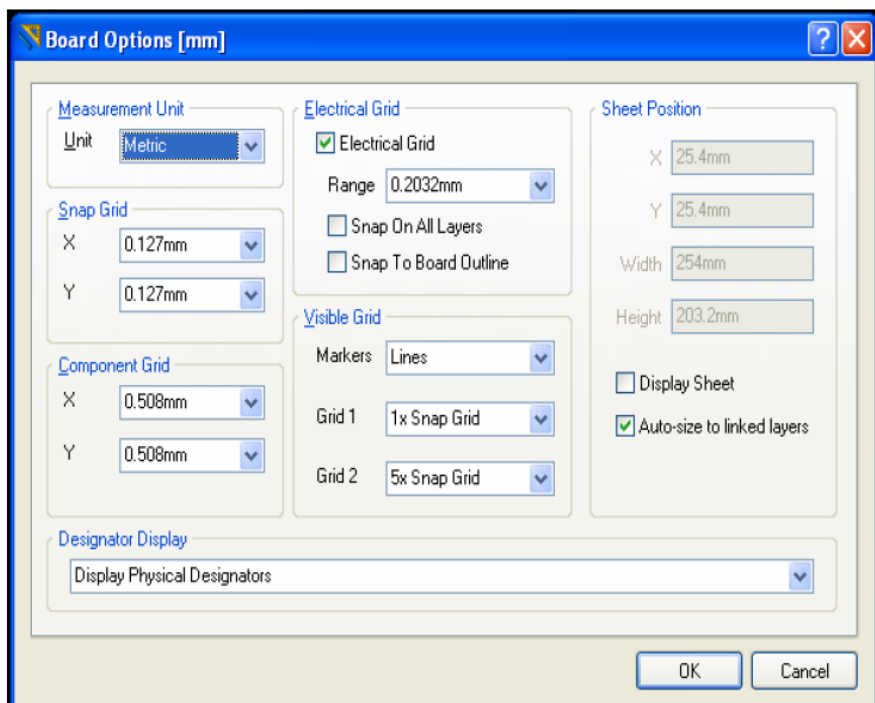 Board Options [mm]
Measurement Unit
Unit Metric
Snap Grid
X 0.127mm
Y 0.127mm
Component Grid
X 0.508mm
Y 0.508mm
Electrical Grid
Electrical Grid
Range 0.2032mm
Snap On All Layers
Snap To Board Outline
Visible Grid
Markers Lines
Grid 1 1x Snap Grid
Grid 2 5x Snap Grid
Sheet Position
X 25.4mm
Y 25.4mm
Width 254mm
Height 203.2mm
Display Sheet
Auto-size to linked layers
Designator Display
Display Physical Designators
OK Cancel